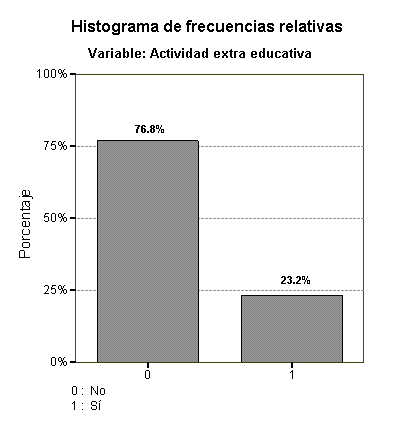 Histograma de frecuencias relativas
Variable: Actividad extra educativa
100%
76.8%
75%
Porcentaje
50%
23.2%
25%
0%
0
1
0 : No
1 : Sí